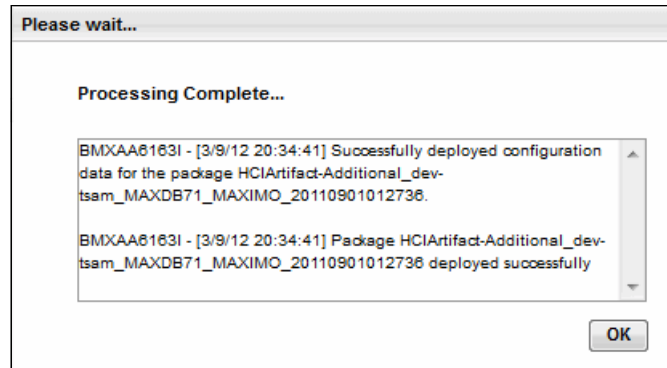 Please wait...
Processing Complete...
BMXAA6163I - [3/9/12 20:34:41] Successfully deployed configuration
data for the package HCIArtifact-Additional_dev-
tsam_MAXDB71_MAXIMO_20110901012736.
BMXAA6163I - [3/9/12 20:34:41] Package HCIArtifact-Additional_dev-
tsam_MAXDB71_MAXIMO_20110901012736 deployed successfully
OK